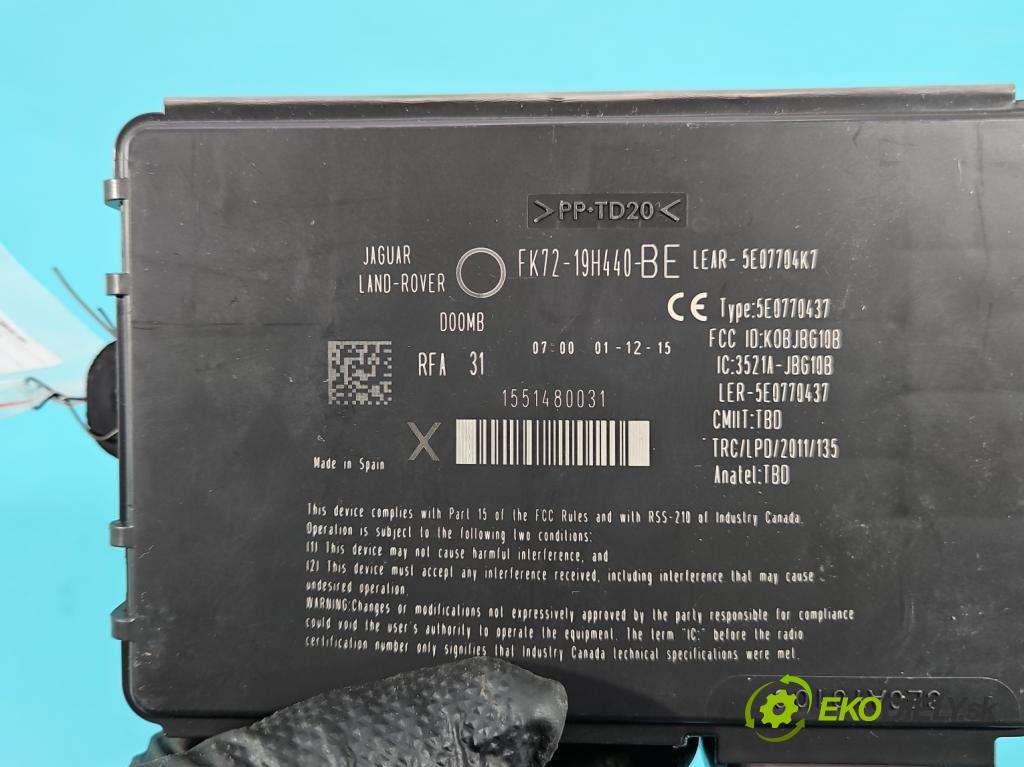 >PP-TD20<
JAGUAR
LAND-ROVER
FK72-19H440-BE
LEAR- 5E07704K7
D00MB
CE Type:5E0770437
RFA 31
07:00 01-12-15
FCC ID:KOBJBG10B
IC:3521A-JBG10B
1551480031
LER-5E0770437
CMIIT:TBD
X
TRC/LPD/2011/135
Made in Spain
Anatel:TBD
This device complies with Part 15 of the FCC Rules and with RSS-210 of Industry Canada.
Operation is subject to the following two conditions:
(1) This device may not cause harmful interference, and
(2) This device must accept any interference received, including interference that may cause
undesired operation.
WARNING:Changes or modifications not expressively approved by the party responsible for compliance
could void the user's authority to operate the equipment. The term "IC:" before the radio
certification number only signifies that Industry Canada technical specifications were met.
EKODIELY.sk